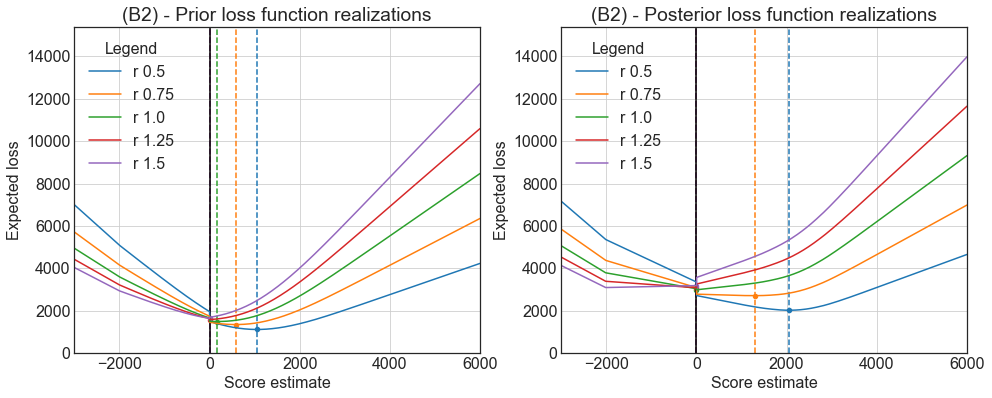 (B2) - Prior loss function realizations
Expected loss
14000
12000
10000
8000
6000
4000
2000
0
Legend
r 0.5
r 0.75
r 1.0
r 1.25
r 1.5
−2000 0 2000 4000 6000
Score estimate
(B2) - Posterior loss function realizations
Expected loss
14000
12000
10000
8000
6000
4000
2000
0
Legend
r 0.5
r 0.75
r 1.0
r 1.25
r 1.5
−2000 0 2000 4000 6000
Score estimate